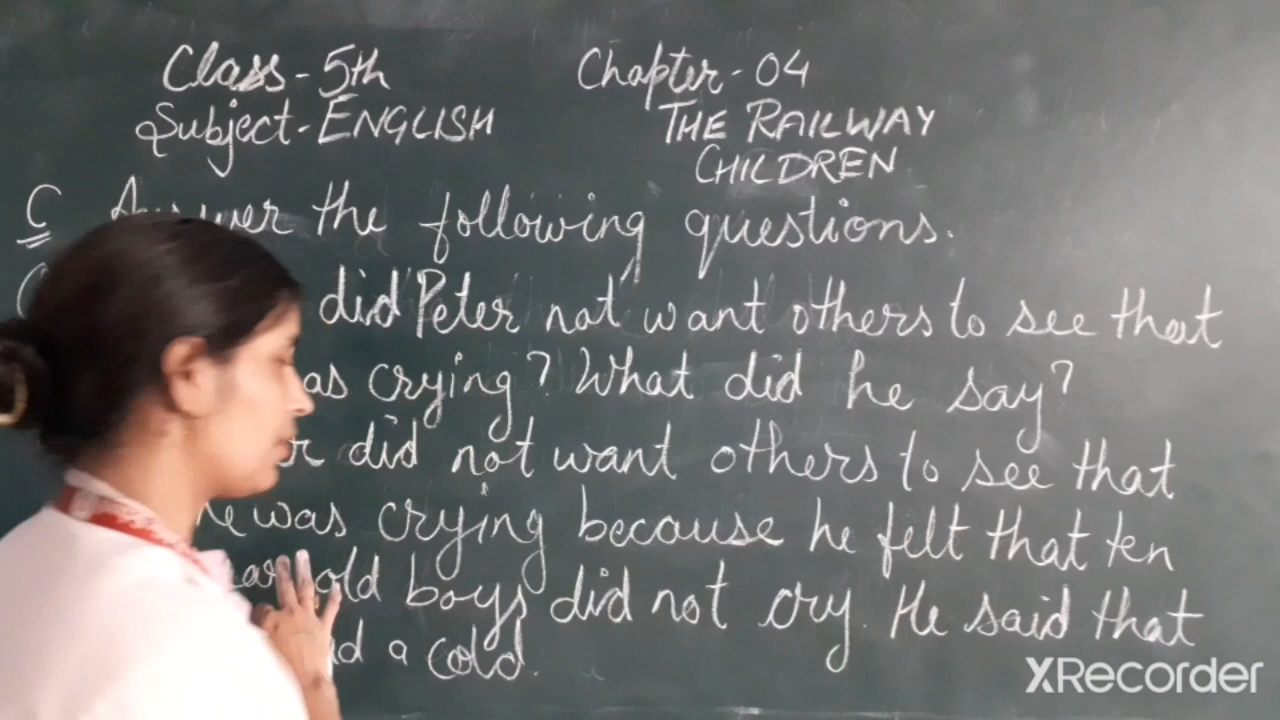 Class - 5th Chapter - 04
Subject - ENGLISH THE RAILWAY
CHILDREN
C Answer the following questions.
did Peter not want others to see that
crying? What did he say?
did not want others to see that
he was crying because he felt that ten
old boys did not cry. He said that
a cold.
XRecorder